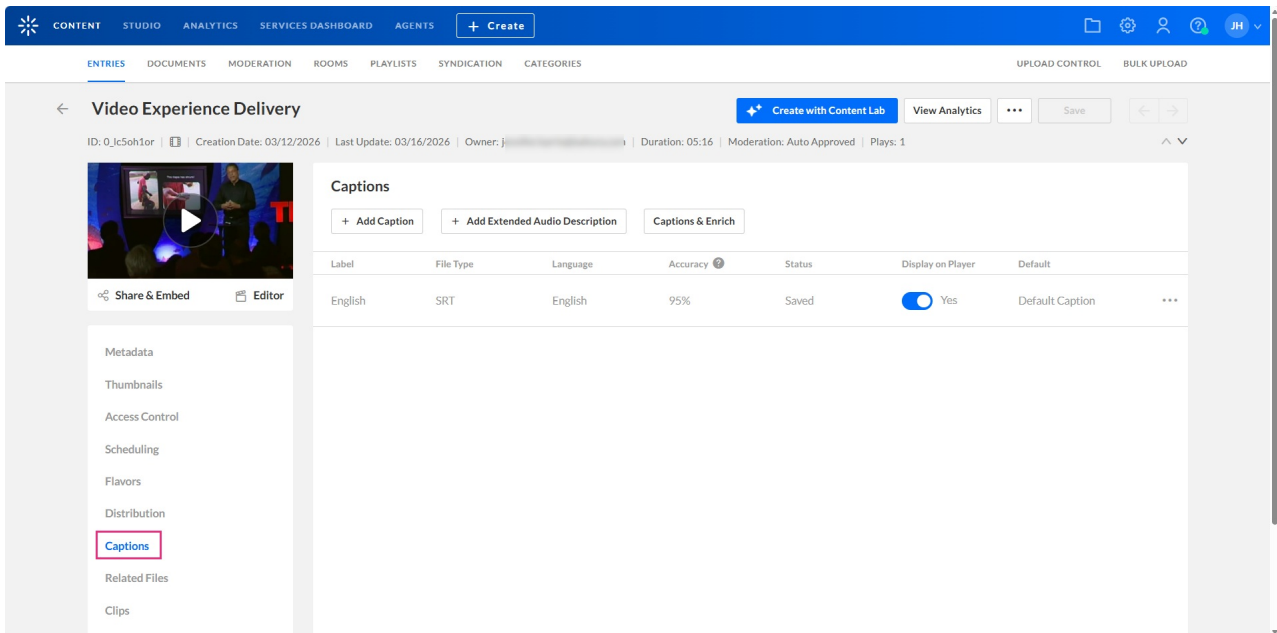 CONTENT STUDIO ANALYTICS SERVICES DASHBOARD AGENTS + Create JH
ENTRIES DOCUMENTS MODERATION ROOMS PLAYLISTS SYNDICATION CATEGORIES UPLOAD CONTROL BULK UPLOAD
Video Experience Delivery Create with Content Lab View Analytics ••• Save
ID: 0_lc5oh1or | Creation Date: 03/12/2026 | Last Update: 03/16/2026 | Owner: | Duration: 05:16 | Moderation: Auto Approved | Plays: 1
Captions
+ Add Caption + Add Extended Audio Description Captions & Enrich
Label File Type Language Accuracy ? Status Display on Player Default
Share & Embed Editor
English SRT English 95% Saved Yes Default Caption •••
Metadata
Thumbnails
Access Control
Scheduling
Flavors
Distribution
Captions
Related Files
Clips